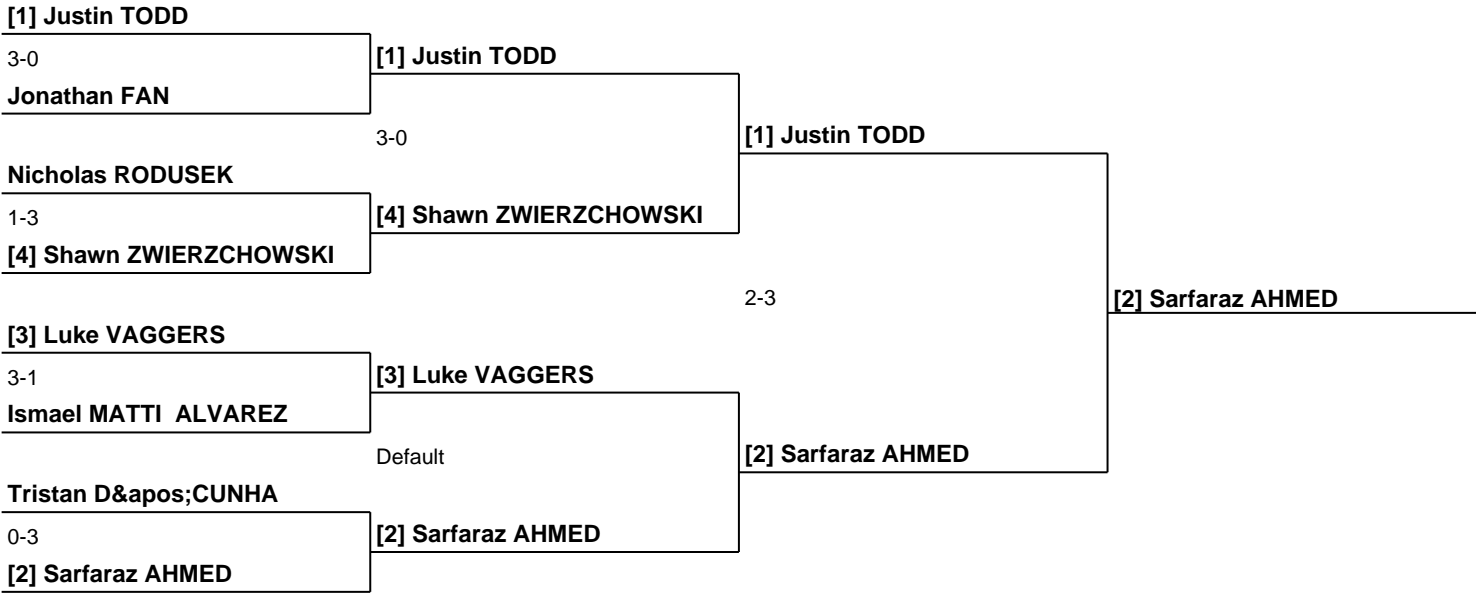 [1] Justin TODD
3-0
[1] Justin TODD
Jonathan FAN
3-0
[1] Justin TODD
Nicholas RODUSEK
1-3
[4] Shawn ZWIERZCHOWSKI
[4] Shawn ZWIERZCHOWSKI
2-3
[2] Sarfaraz AHMED
[3] Luke VAGGERS
3-1
[3] Luke VAGGERS
Ismael MATTI  ALVAREZ
Default
[2] Sarfaraz AHMED
Tristan D&apos;CUNHA
0-3
[2] Sarfaraz AHMED
[2] Sarfaraz AHMED